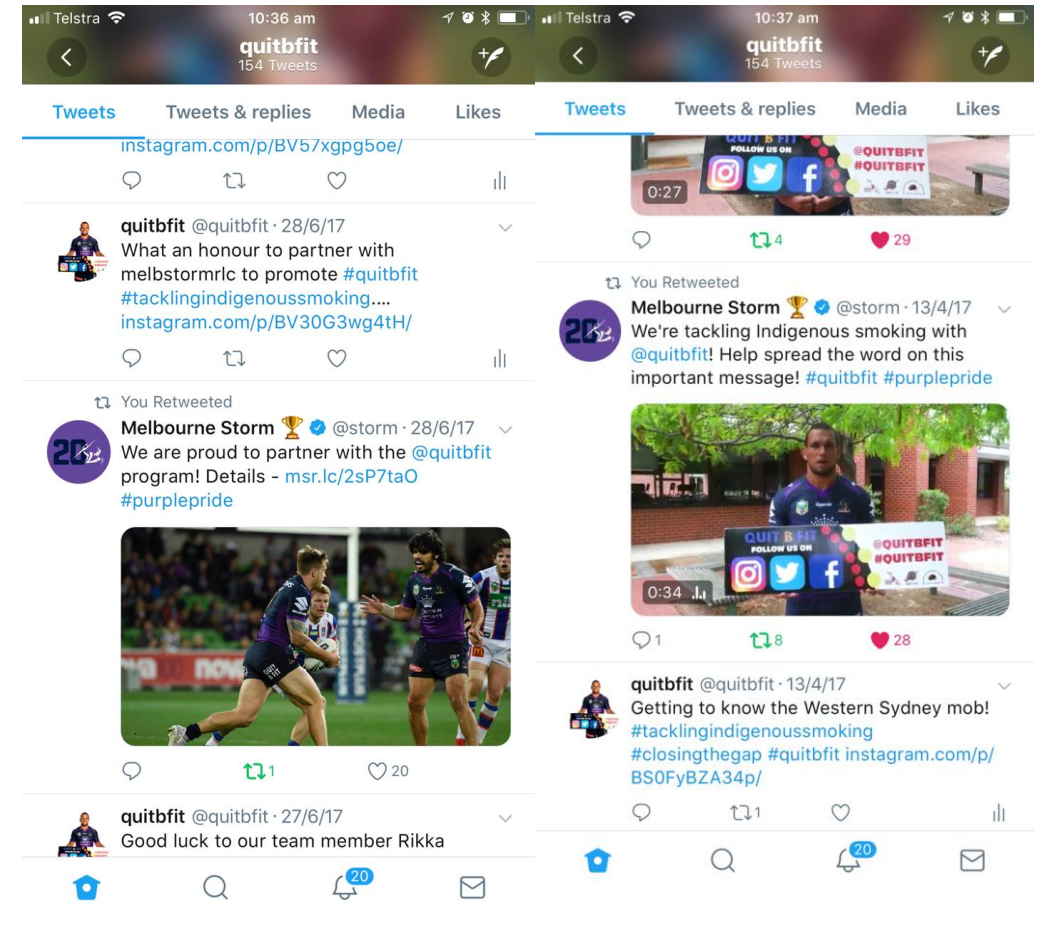 Telstra 10:36 am
quitbfit
154 Tweets
Tweets Tweets & replies Media Likes
instagram.com/p/BV57xgpg5oe/
quitbfit @quitbfit · 28/6/17
What an honour to partner with
melbstormrlc to promote #quitbfit
#tacklingindigenoussmoking....
instagram.com/p/BV30G3wg4tH/
You Retweeted
Melbourne Storm 🏆 @storm · 28/6/17
We are proud to partner with the @quitbfit
program! Details - msr.lc/2sP7taO
#purplepride
20
QUIT
B FIT
1 20
quitbfit @quitbfit · 27/6/17
Good luck to our team member Rikka
20
Telstra 10:37 am
quitbfit
154 Tweets
Tweets Tweets & replies Media Likes
QUIT B FIT
FOLLOW US ON
@QUITBFIT
#QUITBFIT
0:27
4 29
You Retweeted
Melbourne Storm 🏆 @storm · 13/4/17
We're tackling Indigenous smoking with
@quitbfit! Help spread the word on this
important message! #quitbfit #purplepride
20
QUIT B FIT
FOLLOW US ON
@QUITBFIT
#QUITBFIT
0:34
1 8 28
quitbfit @quitbfit · 13/4/17
Getting to know the Western Sydney mob!
#tacklingindigenoussmoking
#closingthegap #quitbfit instagram.com/p/
BS0FyBZA34p/
1
20